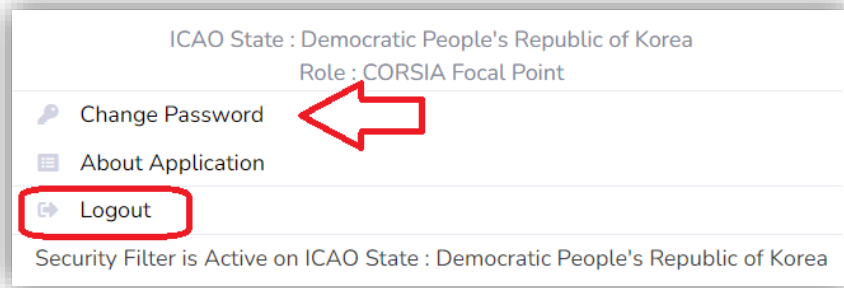 ICAO State : Democratic People's Republic of Korea
Role : CORSIA Focal Point
Change Password
About Application
Logout
Security Filter is Active on ICAO State : Democratic People's Republic of Korea